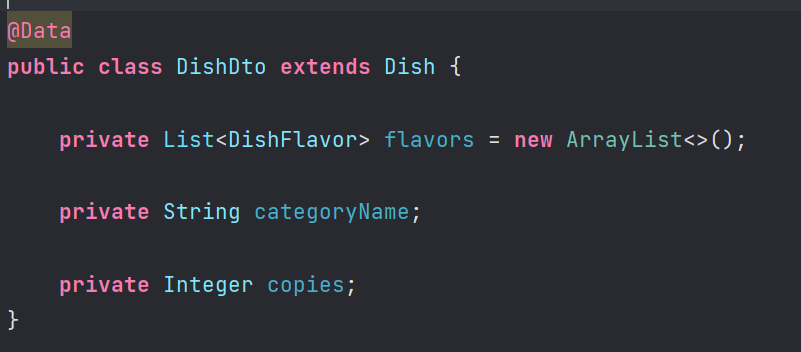 @Data
public class DishDto extends Dish {
private List<DishFlavor> flavors = new ArrayList<>();
private String categoryName;
private Integer copies;
}